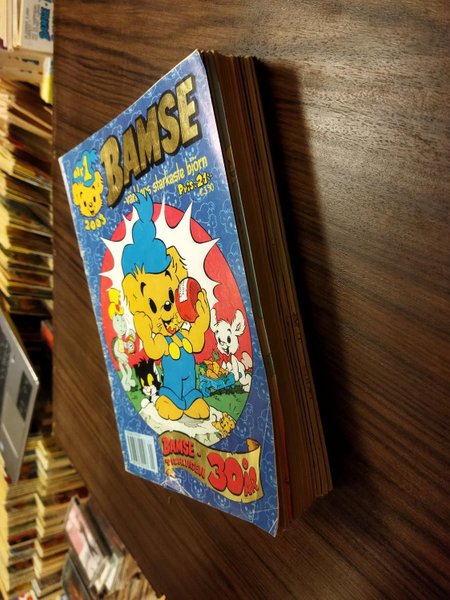 nr 1
2003
BAMSE
världens starkaste björn
Pris: 21:-
BAMSE-
30 ÅR